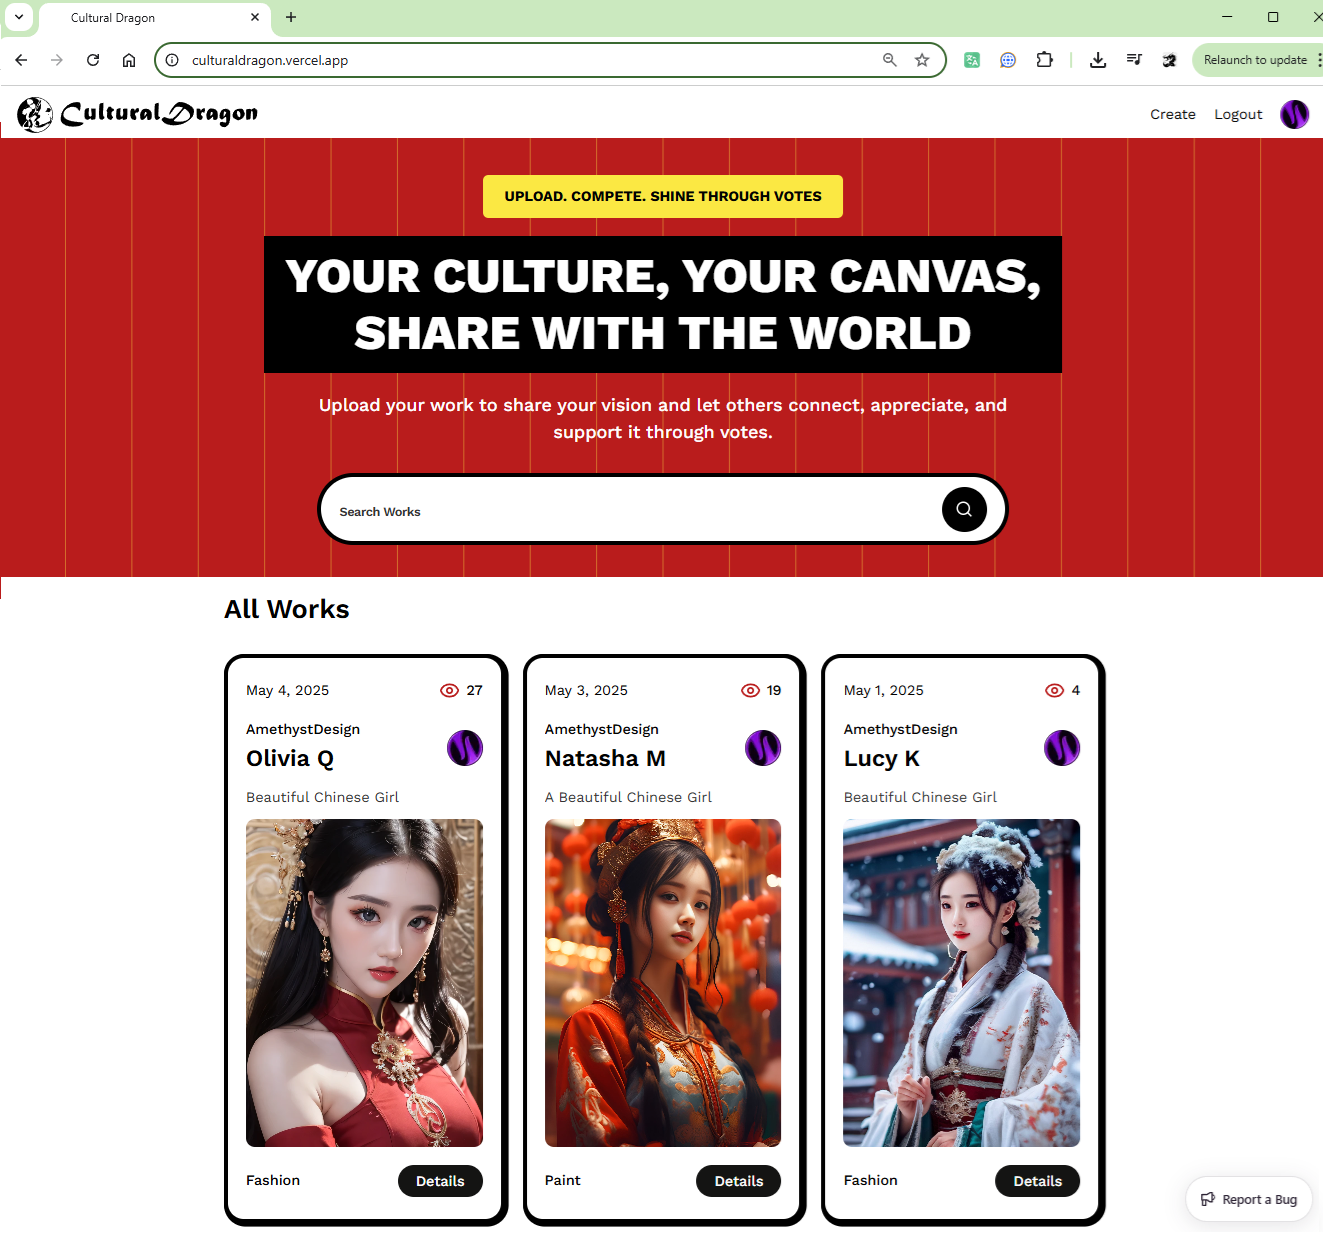 Cultural Dragon
culturaldragon.vercel.app
Relaunch to update
CulturalDragon
Create
Logout
UPLOAD. COMPETE. SHINE THROUGH VOTES
YOUR CULTURE, YOUR CANVAS,
SHARE WITH THE WORLD
Upload your work to share your vision and let others connect, appreciate, and
support it through votes.
Search Works
All Works
May 4, 2025
27
AmethystDesign
Olivia Q
Beautiful Chinese Girl
Fashion
Details
May 3, 2025
19
AmethystDesign
Natasha M
A Beautiful Chinese Girl
Paint
Details
May 1, 2025
4
AmethystDesign
Lucy K
Beautiful Chinese Girl
Fashion
Details
Report a Bug